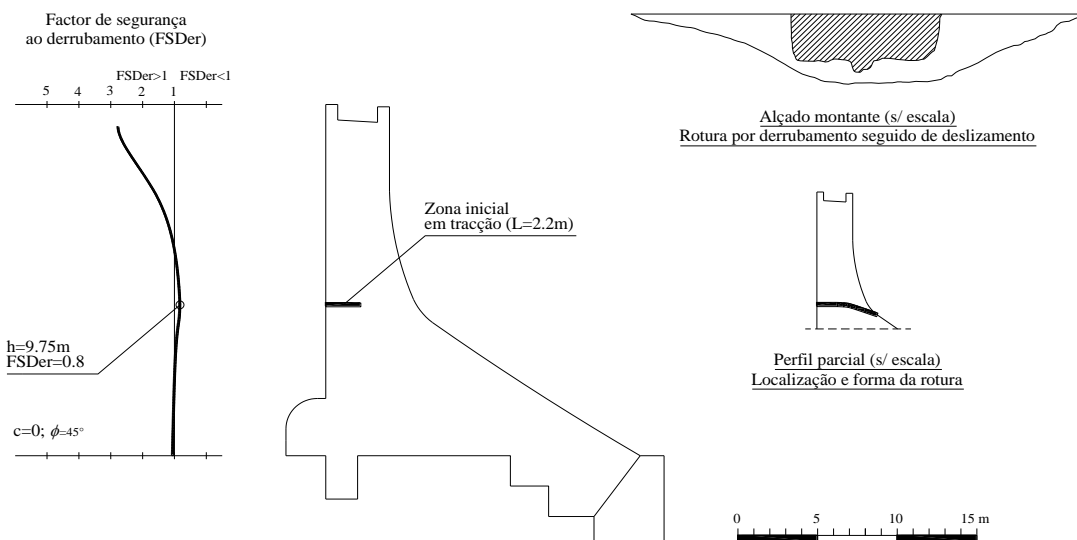 Factor de segurança
ao derrubamento (FSDer)
FSDer>1 FSDer<1
5 4 3 2 1
h=9.75m
FSDer=0.8
c=0; ϕ=45°
Zona inicial
em tracção (L=2.2m)
Alçado montante (s/ escala)
Rotura por derrubamento seguido de deslizamento
Perfil parcial (s/ escala)
Localização e forma da rotura
0 5 10 15 m